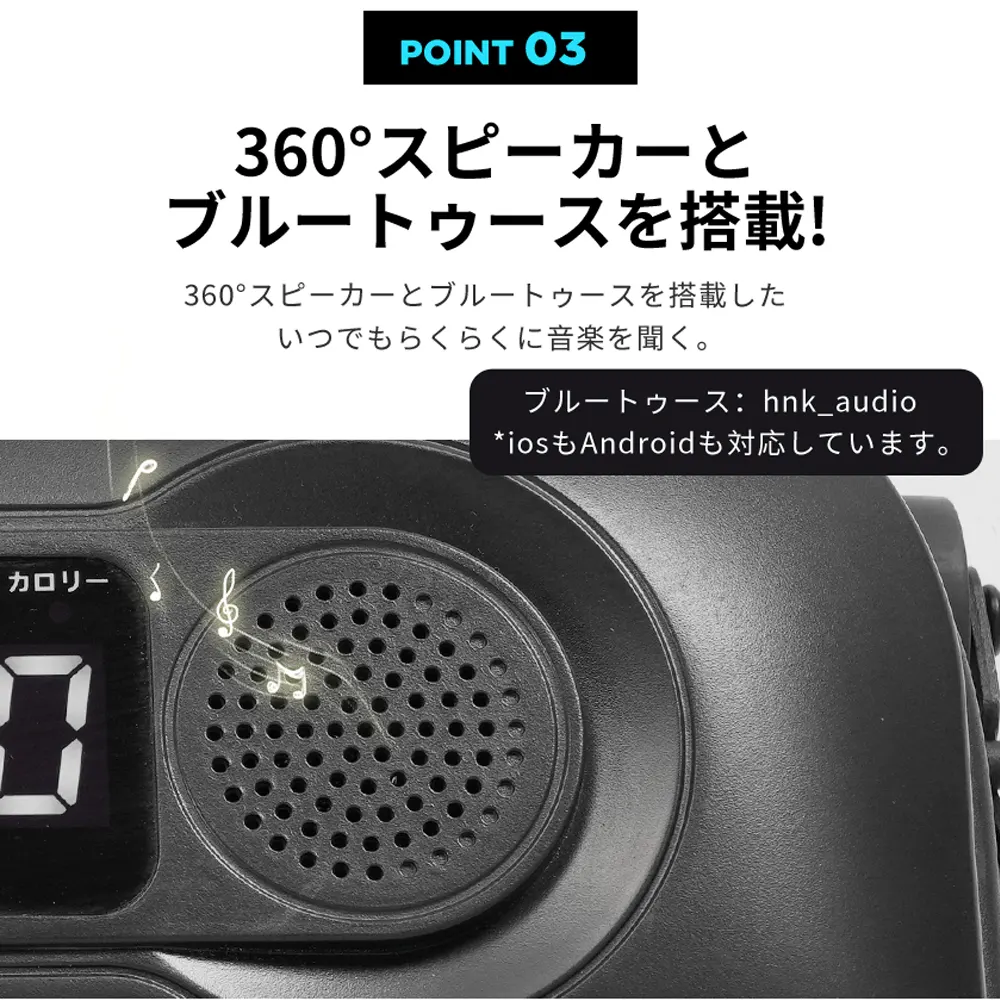 POINT 03
360°スピーカーと
ブルートゥースを搭載!
360°スピーカーとブルートゥースを搭載した
いつでもらくらくに音楽を聞く。
ブルートゥース：hnk_audio
*iosもAndroidも対応しています。
カロリー
0